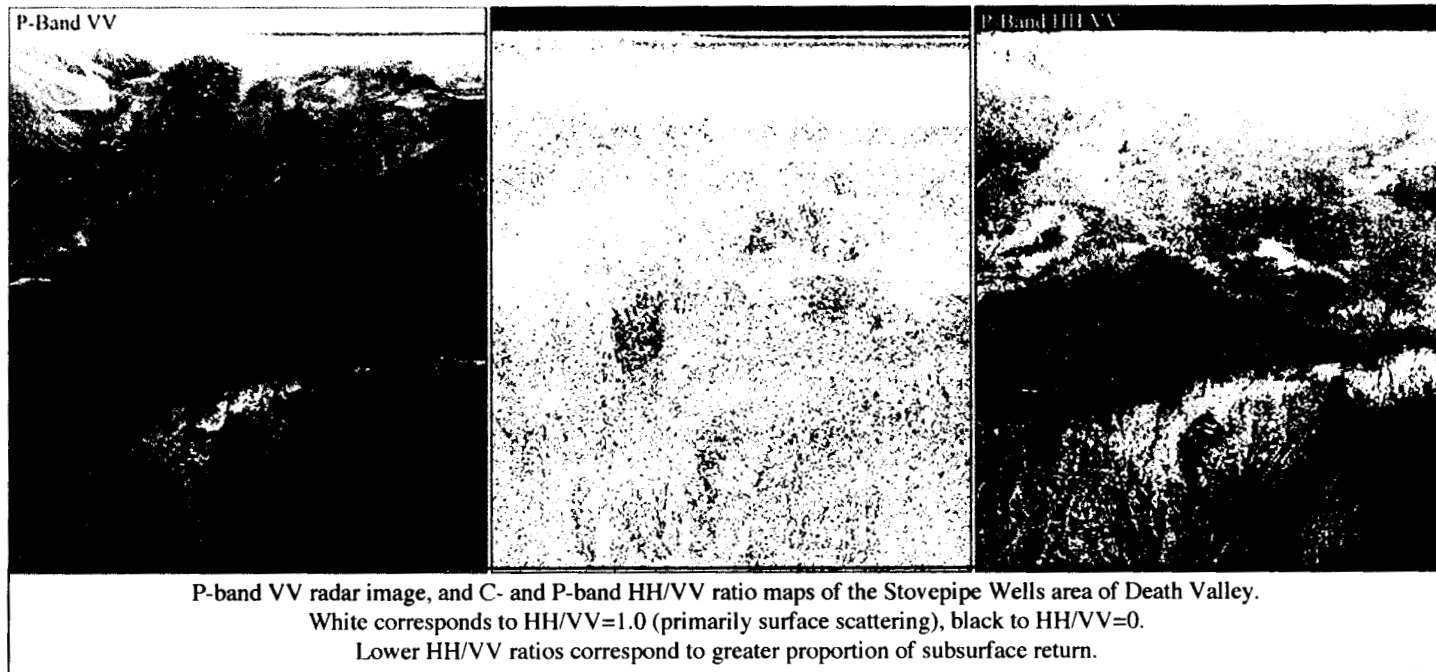 P-Band VV
P-Band HH VV
P-band VV radar image, and C- and P-band HH/VV ratio maps of the Stovepipe Wells area of Death Valley.
White corresponds to HH/VV=1.0 (primarily surface scattering), black to HH/VV=0.
Lower HH/VV ratios correspond to greater proportion of subsurface return.